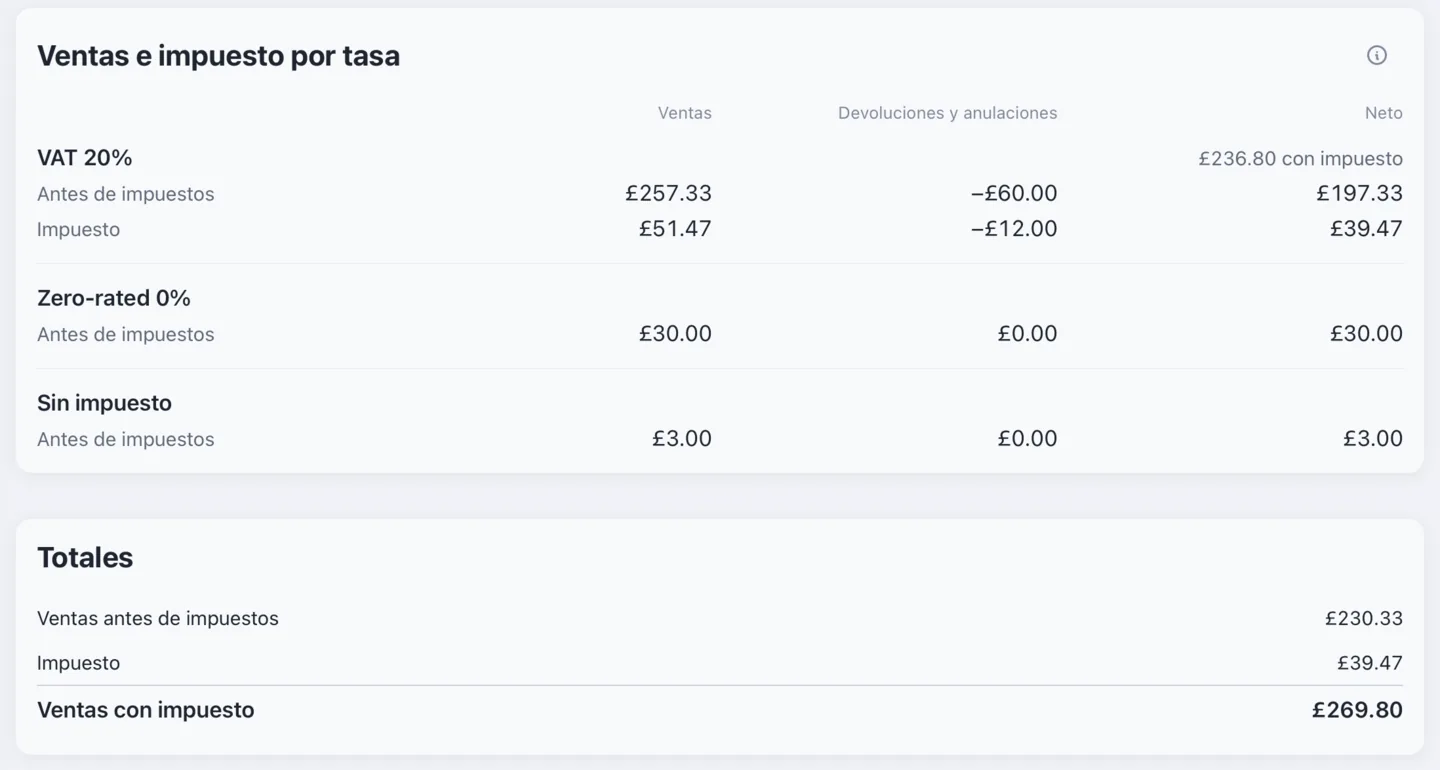 Ventas e impuesto por tasa
Ventas Devoluciones y anulaciones Neto
VAT 20% £236.80 con impuesto
Antes de impuestos £257.33 –£60.00 £197.33
Impuesto £51.47 –£12.00 £39.47
Zero-rated 0%
Antes de impuestos £30.00 £0.00 £30.00
Sin impuesto
Antes de impuestos £3.00 £0.00 £3.00
Totales
Ventas antes de impuestos £230.33
Impuesto £39.47
Ventas con impuesto £269.80